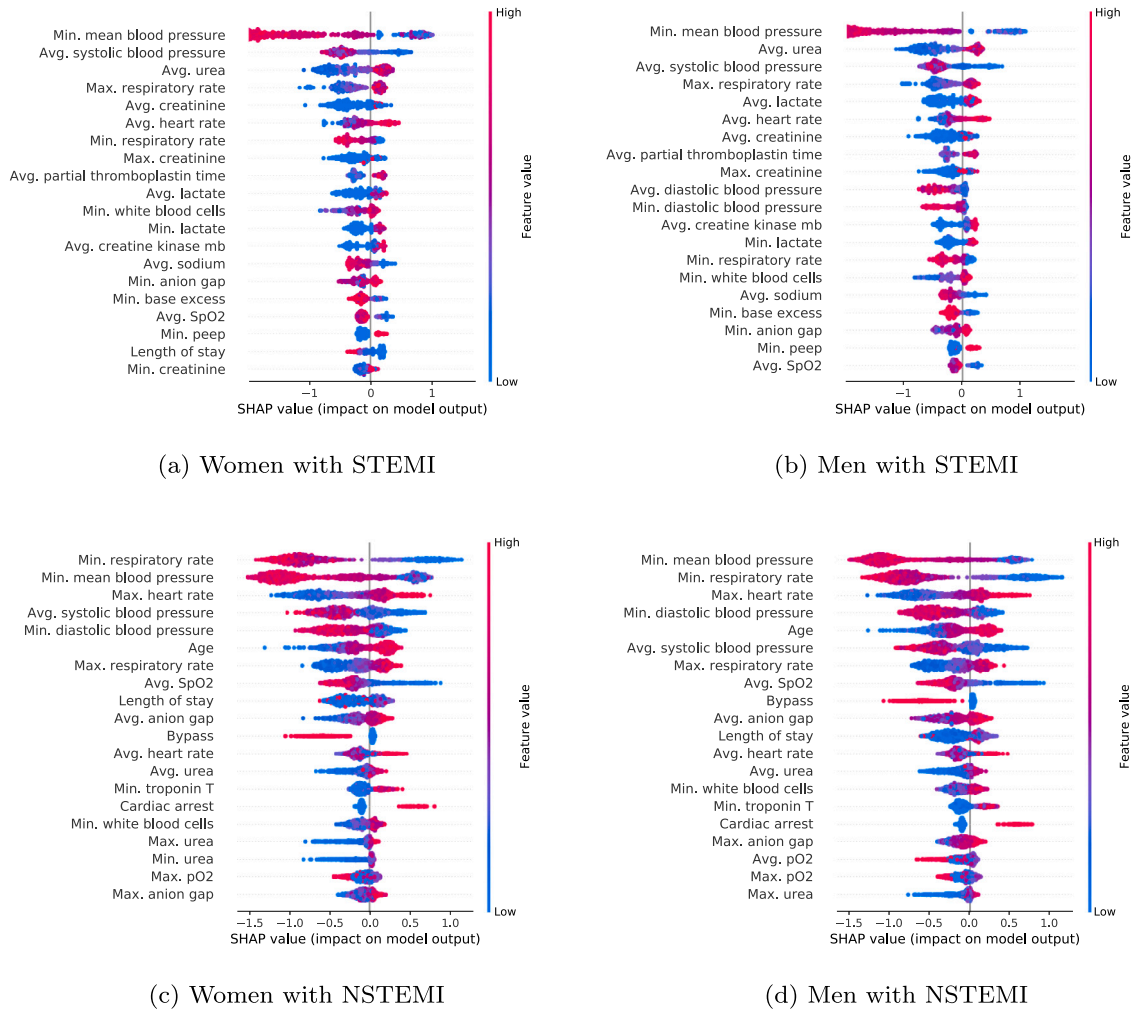 High
Min. mean blood pressure
Avg. systolic blood pressure
Avg. urea
Max. respiratory rate
Avg. creatinine
Avg. heart rate
Min. respiratory rate
Max. creatinine
Avg. partial thromboplastin time
Avg. lactate
Min. white blood cells
Min. lactate
Avg. creatine kinase mb
Avg. sodium
Min. anion gap
Min. base excess
Avg. SpO2
Min. peep
Length of stay
Min. creatinine
Feature value
Low
−1 0 1
SHAP value (impact on model output)
(a) Women with STEMI
High
Min. mean blood pressure
Avg. urea
Avg. systolic blood pressure
Max. respiratory rate
Avg. lactate
Avg. heart rate
Avg. creatinine
Avg. partial thromboplastin time
Max. creatinine
Avg. diastolic blood pressure
Min. diastolic blood pressure
Avg. creatine kinase mb
Min. lactate
Min. respiratory rate
Min. white blood cells
Avg. sodium
Min. base excess
Min. anion gap
Min. peep
Avg. SpO2
Feature value
Low
−1 0 1
SHAP value (impact on model output)
(b) Men with STEMI
High
Min. respiratory rate
Min. mean blood pressure
Max. heart rate
Avg. systolic blood pressure
Min. diastolic blood pressure
Age
Max. respiratory rate
Avg. SpO2
Length of stay
Avg. anion gap
Bypass
Avg. heart rate
Avg. urea
Min. troponin T
Cardiac arrest
Min. white blood cells
Max. urea
Min. urea
Max. pO2
Max. anion gap
Feature value
Low
−1.5 −1.0 −0.5 0.0 0.5 1.0
SHAP value (impact on model output)
(c) Women with NSTEMI
High
Min. mean blood pressure
Min. respiratory rate
Max. heart rate
Min. diastolic blood pressure
Age
Avg. systolic blood pressure
Max. respiratory rate
Avg. SpO2
Bypass
Avg. anion gap
Length of stay
Avg. heart rate
Avg. urea
Min. white blood cells
Min. troponin T
Cardiac arrest
Max. anion gap
Avg. pO2
Max. pO2
Max. urea
Feature value
Low
−1.5 −1.0 −0.5 0.0 0.5 1.0
SHAP value (impact on model output)
(d) Men with NSTEMI